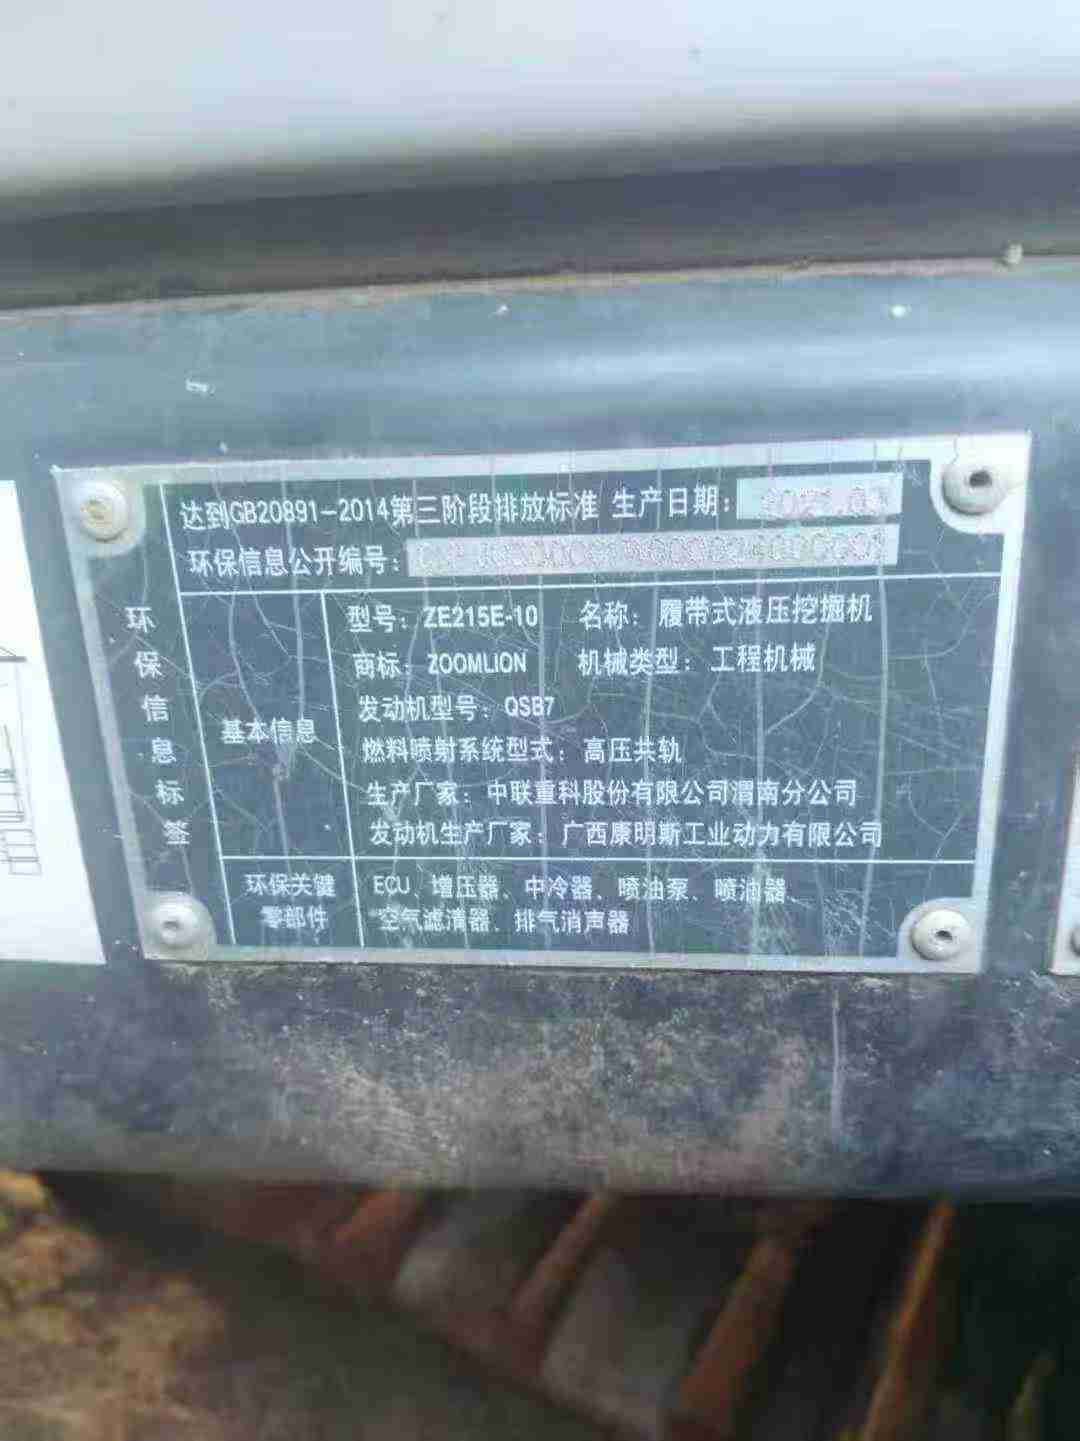 达到GB20891-2014第三阶段排放标准 生产日期:
环保信息公开编号:
环保信息标签
基本信息
型号: ZE215E-10 名称: 履带式液压挖掘机
商标: ZOOMLION 机械类型: 工程机械
发动机型号: QSB7
燃料喷射系统型式: 高压共轨
生产厂家: 中联重科股份有限公司渭南分公司
发动机生产厂家: 广西康明斯工业动力有限公司
环保关键
零部件
ECU、增压器、中冷器、喷油泵、喷油器、
空气滤清器、排气消声器